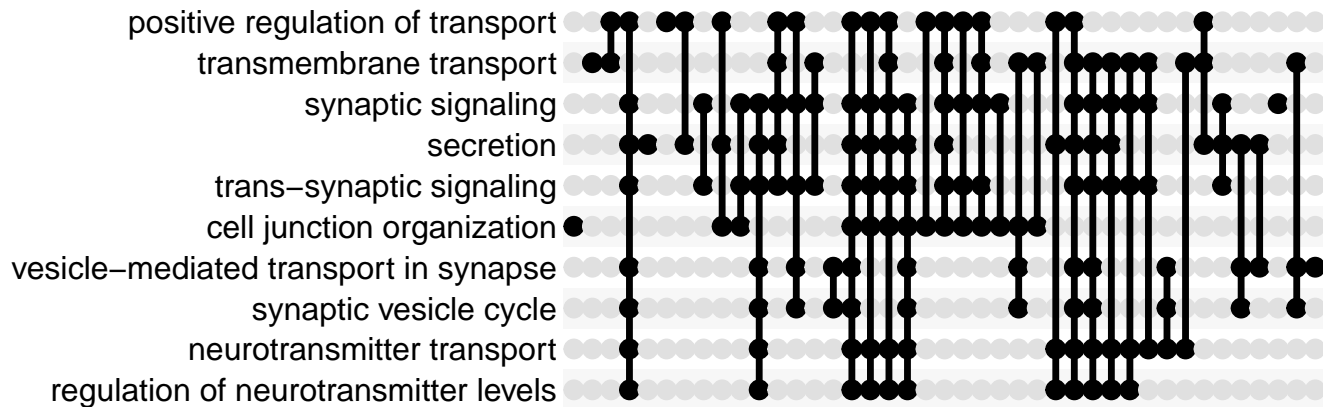 positive regulation of transport
transmembrane transport
synaptic signaling
secretion
trans−synaptic signaling
cell junction organization
vesicle−mediated transport in synapse
synaptic vesicle cycle
neurotransmitter transport
regulation of neurotransmitter levels